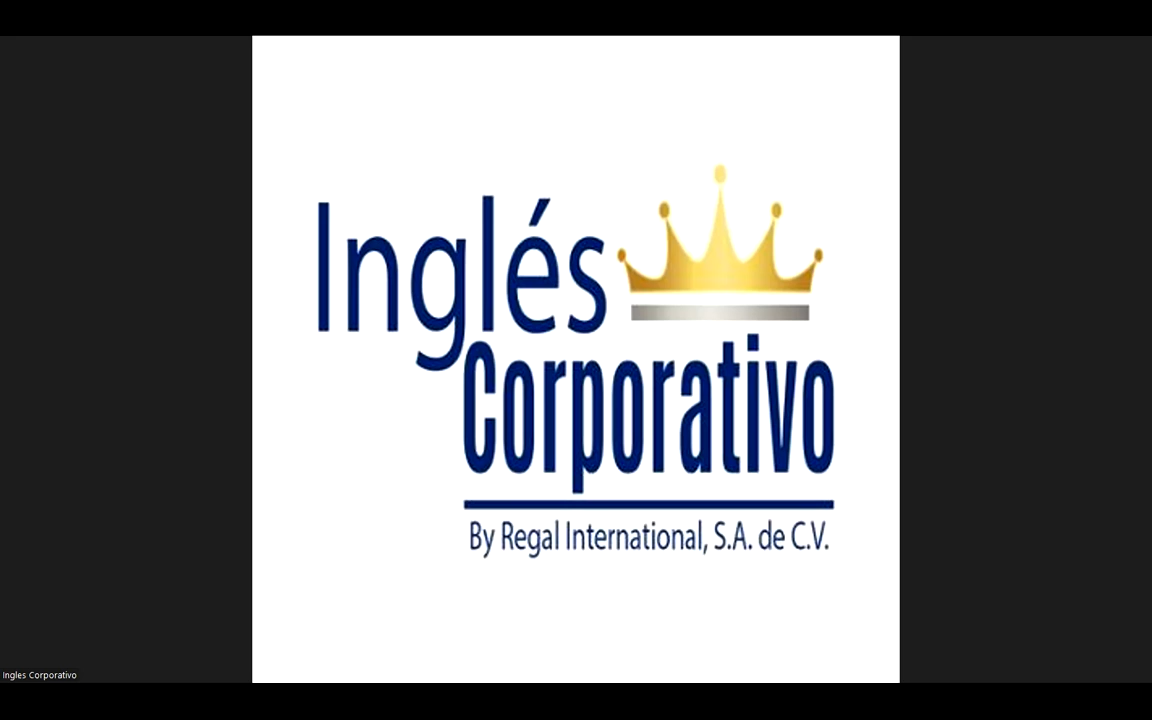 Inglés
Corporativo
By Regal International, S.A. de C.V.
Ingles Corporativo